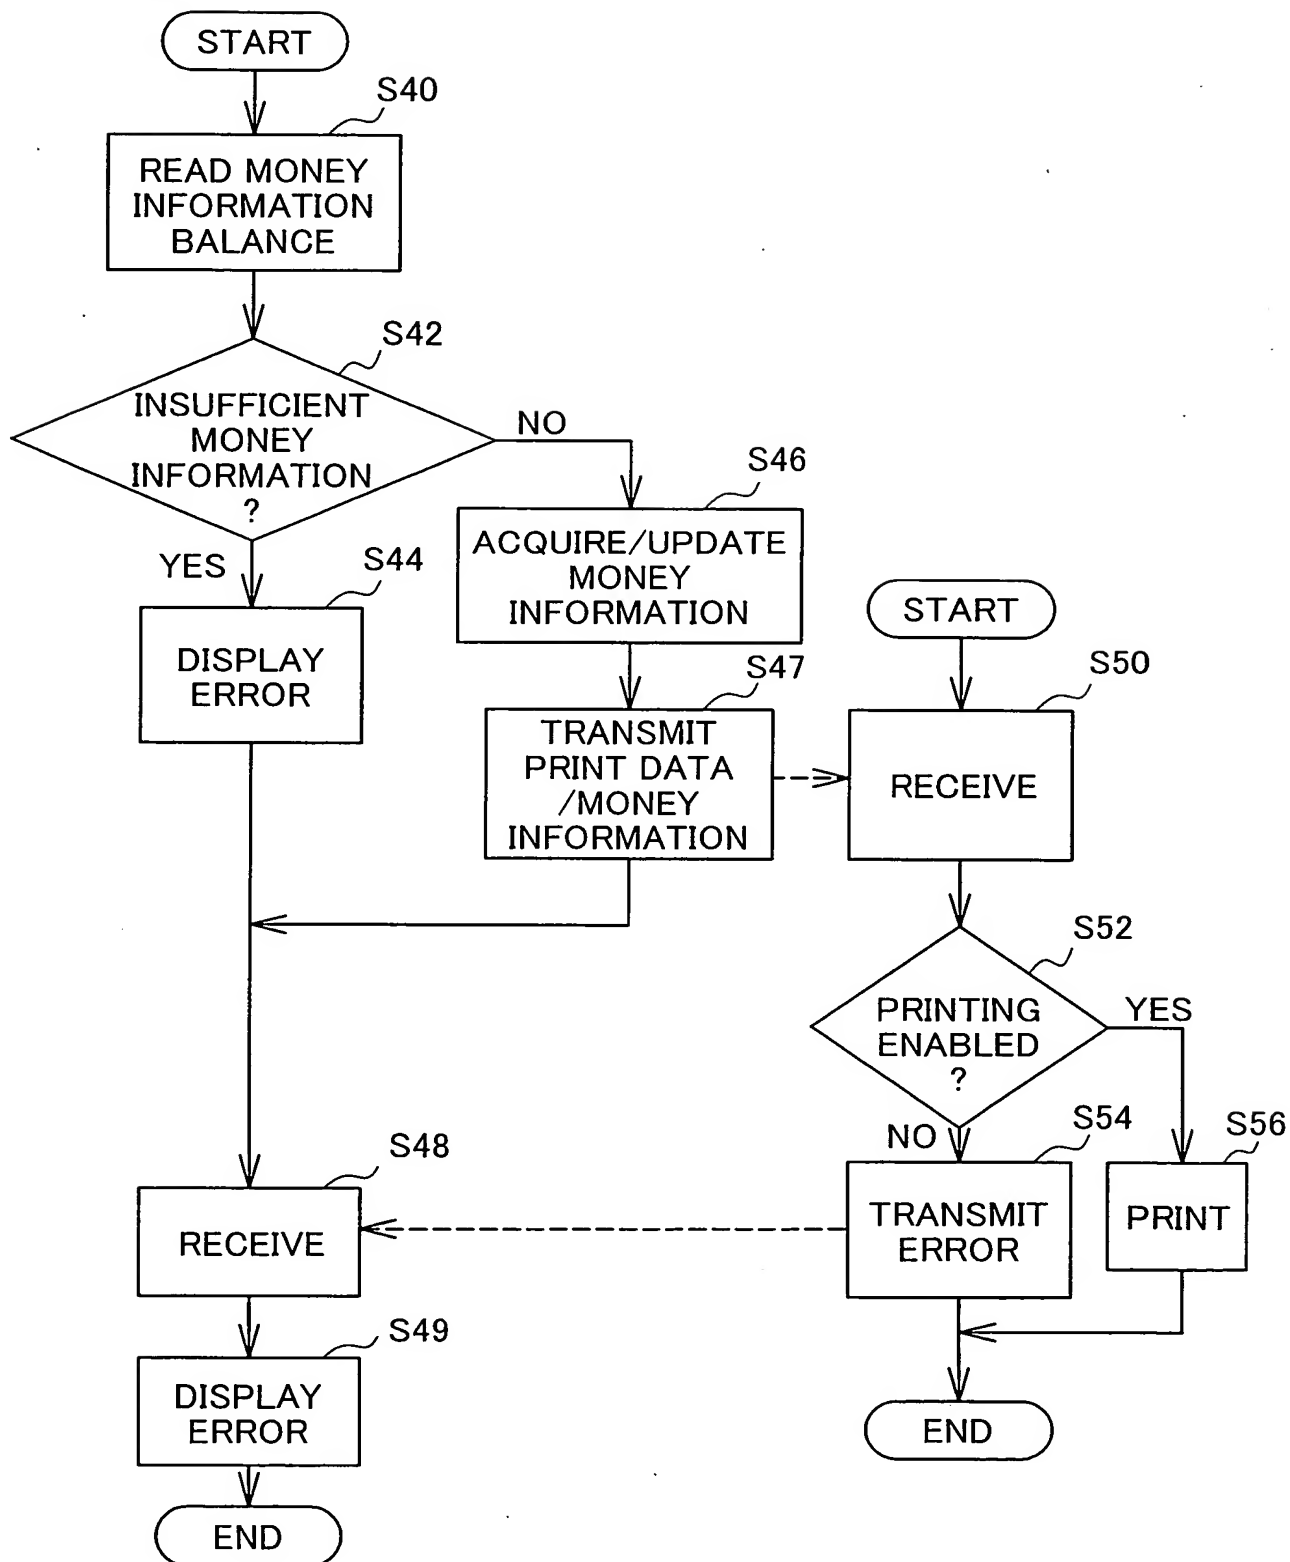 START
S40
READ MONEY
INFORMATION
BALANCE
S42
INSUFFICIENT
MONEY
INFORMATION
?
NO
YES
S44
DISPLAY
ERROR
S46
ACQUIRE/UPDATE
MONEY
INFORMATION
S47
TRANSMIT
PRINT DATA
/MONEY
INFORMATION
START
S50
RECEIVE
S52
PRINTING
ENABLED
?
YES
NO
S54
TRANSMIT
ERROR
S56
PRINT
END
S48
RECEIVE
S49
DISPLAY
ERROR
END